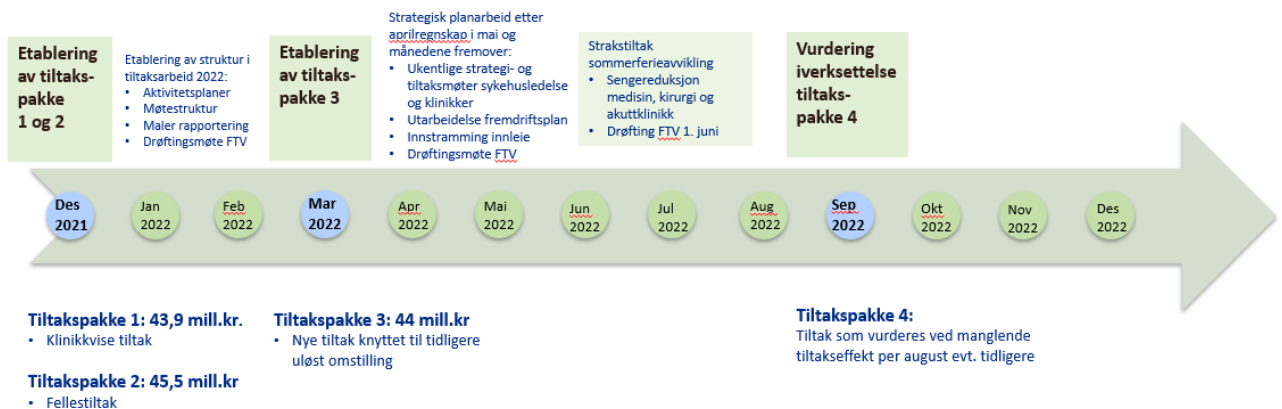 Etablering
av tiltaks-
pakke
1 og 2
Etablering av struktur i
tiltaksarbeid 2022:
• Aktivitetsplaner
• Møtestruktur
• Maler rapportering
• Drøftingsmøte FTV
Etablering
av tiltaks-
pakke 3
Strategisk planarbeid etter
aprilregnskap i mai og
månedene fremover:
• Ukentlige strategi- og
tiltaksmøter sykehusledelse
og klinikker
• Utarbeidelse fremdriftsplan
• Innstramming innleie
• Drøftingsmøte FTV
Strakstiltak
sommerferieavvikling
• Sengereduksjon
medisin, kirurgi og
akuttklinikk
• Drøfting FTV 1. juni
Vurdering
iverksettelse
tiltaks-
pakke 4
Des
2021
Jan
2022
Feb
2022
Mar
2022
Apr
2022
Mai
2022
Jun
2022
Jul
2022
Aug
2022
Sep
2022
Okt
2022
Nov
2022
Des
2022
Tiltakspakke 1: 43,9 mill.kr.
• Klinikkvise tiltak
Tiltakspakke 2: 45,5 mill.kr
• Fellestiltak
Tiltakspakke 3: 44 mill.kr
• Nye tiltak knyttet til tidligere
uløst omstilling
Tiltakspakke 4:
Tiltak som vurderes ved manglende
tiltakseffekt per august evt. tidligere